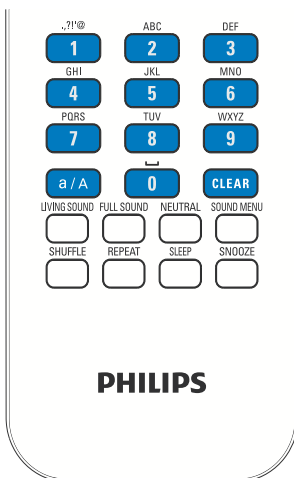 .,?!'@ ABC DEF
1 2 3
GHI JKL MNO
4 5 6
PQRS TUV WXYZ
7 8 9
a/A 0 CLEAR
LIVING SOUND FULL SOUND NEUTRAL SOUND MENU
SHUFFLE REPEAT SLEEP SNOOZE
PHILIPS